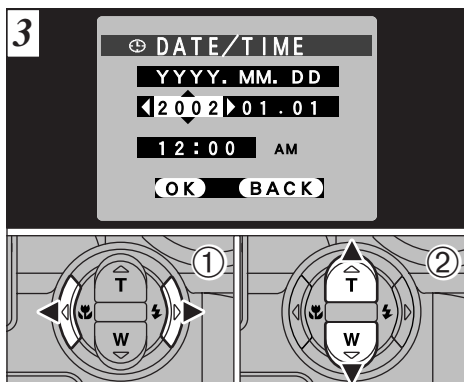 3
DATE/TIME
YYYY. MM. DD
2002 01.01
12:00 AM
OK BACK
1 2
T T
W W